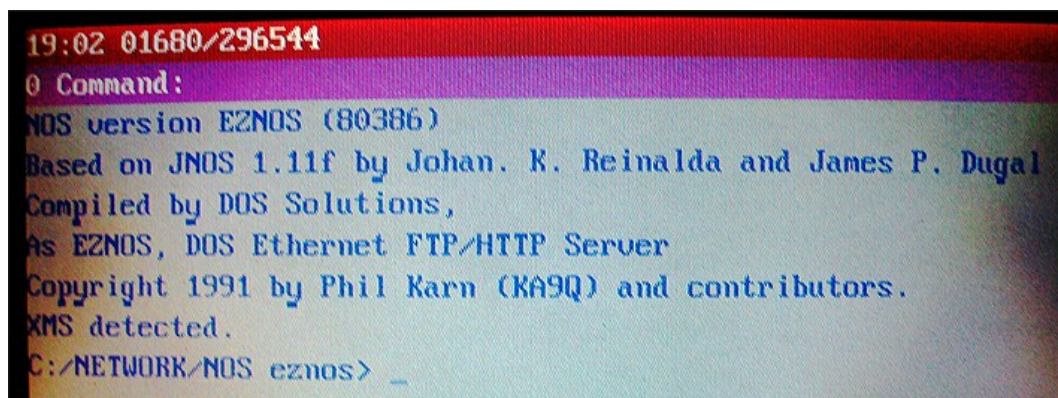 19:02 01680/296544
0 Command:
NOS version EZNOS (80386)
Based on JNOS 1.11f by Johan. K. Reinalda and James P. Dugal
Compiled by DOS Solutions,
As EZNOS, DOS Ethernet FTP/HTTP Server
Copyright 1991 by Phil Karn (KA9Q) and contributors.
XMS detected.
C:/NETWORK/NOS eznos> _